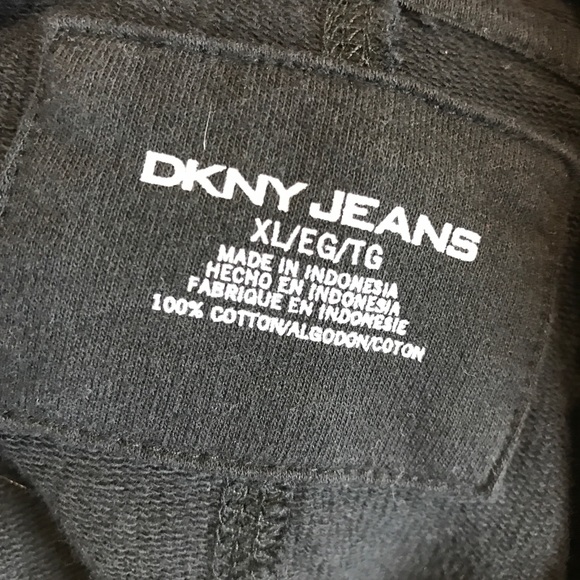 DKNY JEANS
XL/EG/TG
MADE IN INDONESIA
HECHO EN INDONESIA
FABRIQUE EN INDONESIE
100% COTTON/ALGODON/COTON